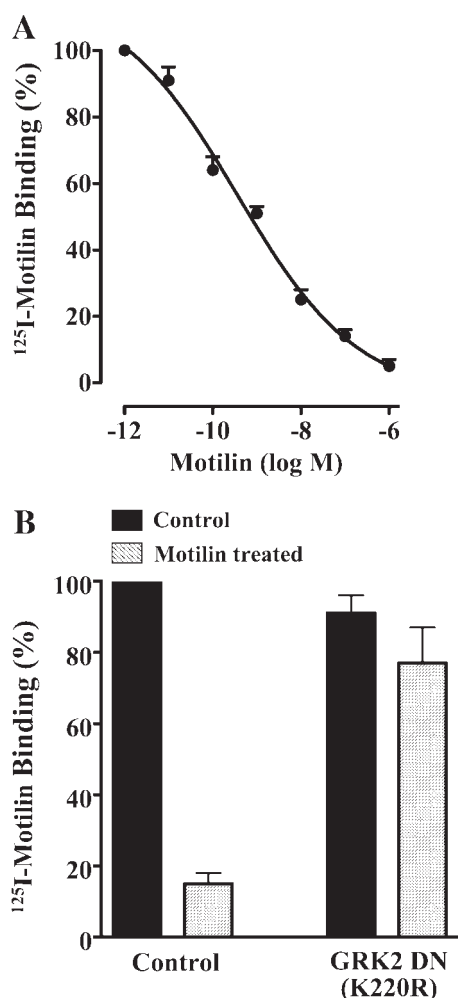 A
¹²⁵I-Motilin Binding (%)
100
80
60
40
20
0
-12
-10
-8
-6
Motilin (log M)
B
Control
Motilin treated
¹²⁵I-Motilin Binding (%)
100
80
60
40
20
0
Control
GRK2 DN
(K220R)